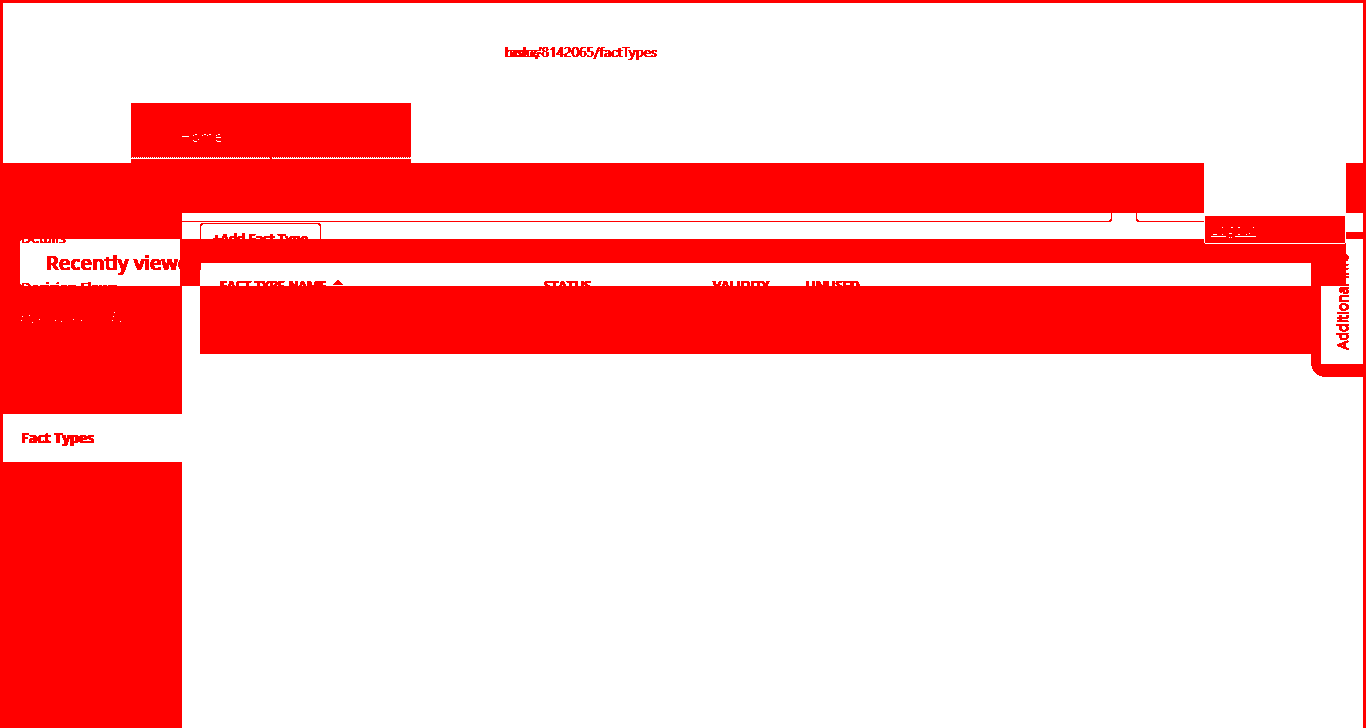 /8142065/factTypes
Home
Logout
Details
+Add Fact Type
Recently viewed
Additional Info
FACT TYPE NAME STATUS VALIDITY UNUSED
Decision Flows
Fact Types